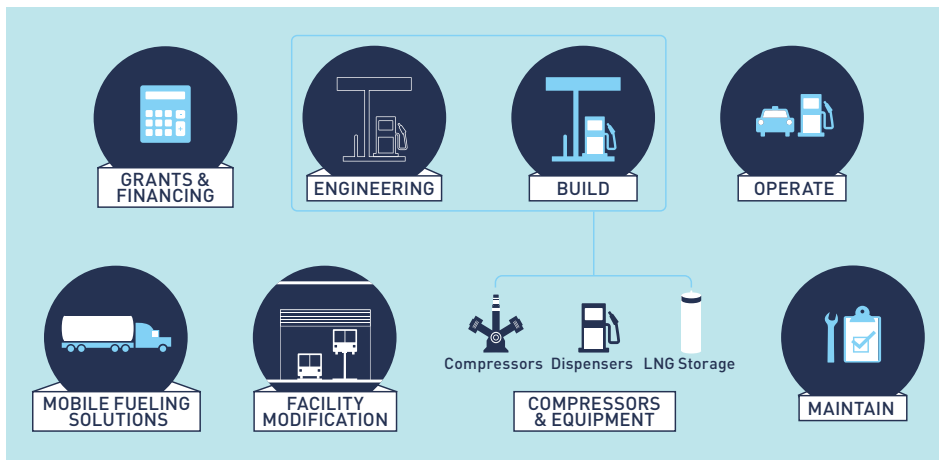 GRANTS &
FINANCING
ENGINEERING
BUILD
OPERATE
MOBILE FUELING
SOLUTIONS
FACILITY
MODIFICATION
Compressors
Dispensers
LNG Storage
COMPRESSORS
& EQUIPMENT
MAINTAIN